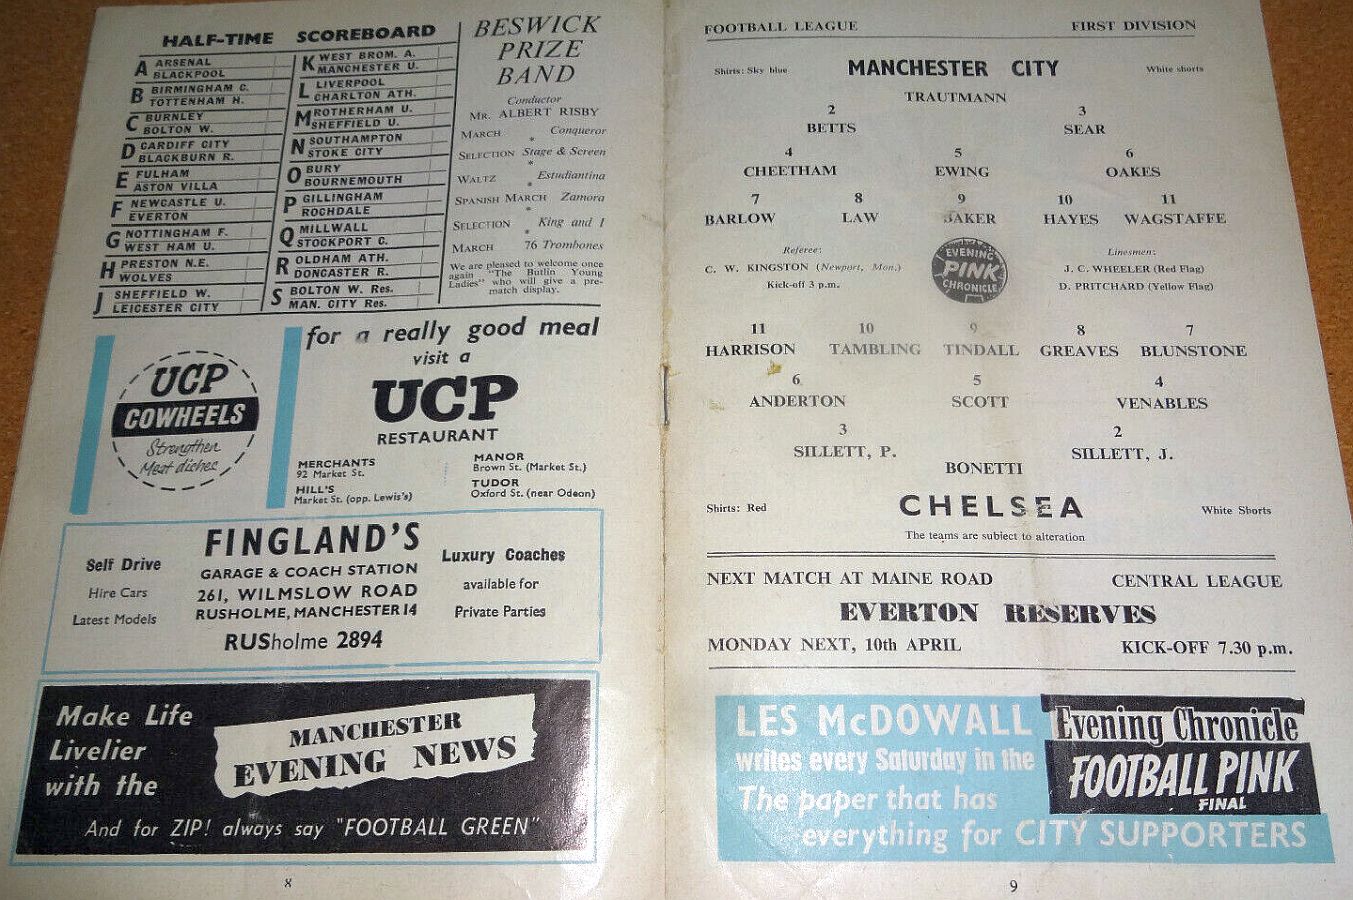 HALF-TIME SCOREBOARD
A ARSENAL
BLACKPOOL
B BIRMINGHAM C.
TOTTENHAM H.
C BURNLEY
BOLTON W.
D CARDIFF CITY
BLACKBURN R.
E FULHAM
ASTON VILLA
F NEWCASTLE U.
EVERTON
G NOTTINGHAM F.
WEST HAM U.
H PRESTON N.E.
WOLVES
J SHEFFIELD W.
LEICESTER CITY
K WEST BROM. A.
MANCHESTER U.
L LIVERPOOL
CHARLTON ATH.
M ROTHERHAM U.
SHEFFIELD U.
N SOUTHAMPTON
STOKE CITY
O BURY
BOURNEMOUTH
P GILLINGHAM
ROCHDALE
Q MILLWALL
STOCKPORT C.
R OLDHAM ATH.
DONCASTER R.
S BOLTON W. Res.
MAN. CITY Res.
BESWICK
PRIZE
BAND
Conductor
MR. ALBERT RISBY
MARCH Conqueror
*
SELECTION Stage & Screen
*
WALTZ Estudiantina
*
SPANISH MARCH Zamora
*
SELECTION King and I
*
MARCH 76 Trombones
We are pleased to welcome once
again "The Butlin Young
Ladies" who will give a pre-
match display.
UCP
COWHEELS
Strengthen
Meat dishes
for a really good meal
visit a
UCP
RESTAURANT
MERCHANTS
92 Market St.
HILL'S
Market St. (opp. Lewis's)
MANOR
Brown St. (Market St.)
TUDOR
Oxford St. (near Odeon)
FINGLAND'S
GARAGE & COACH STATION
261, WILMSLOW ROAD
RUSHOLME, MANCHESTER 14
RUSholme 2894
Self Drive
Hire Cars
Latest Models
Luxury Coaches
available for
Private Parties
Make Life
Livelier
with the
MANCHESTER
EVENING NEWS
And for ZIP! always say "FOOTBALL GREEN"
8
FOOTBALL LEAGUE FIRST DIVISION
Shirts: Sky blue MANCHESTER CITY White shorts
TRAUTMANN
2 3
BETTS SEAR
4 5 6
CHEETHAM EWING OAKES
7 8 9 10 11
BARLOW LAW BAKER HAYES WAGSTAFFE
Referee:
C. W. KINGSTON (Newport, Mon.)
Kick-off 3 p.m.
EVENING
PINK
CHRONICLE
Linesmen:
J. C. WHEELER (Red Flag)
D. PRITCHARD (Yellow Flag)
11 10 9 8 7
HARRISON TAMBLING TINDALL GREAVES BLUNSTONE
6 5 4
ANDERTON SCOTT VENABLES
3 2
SILLETT, P. SILLETT, J.
BONETTI
Shirts: Red CHELSEA White Shorts
The teams are subject to alteration
NEXT MATCH AT MAINE ROAD CENTRAL LEAGUE
EVERTON RESERVES
MONDAY NEXT, 10th APRIL KICK-OFF 7.30 p.m.
LES McDOWALL
writes every Saturday in the
The paper that has
everything for CITY SUPPORTERS
Evening Chronicle
FOOTBALL PINK
FINAL
9